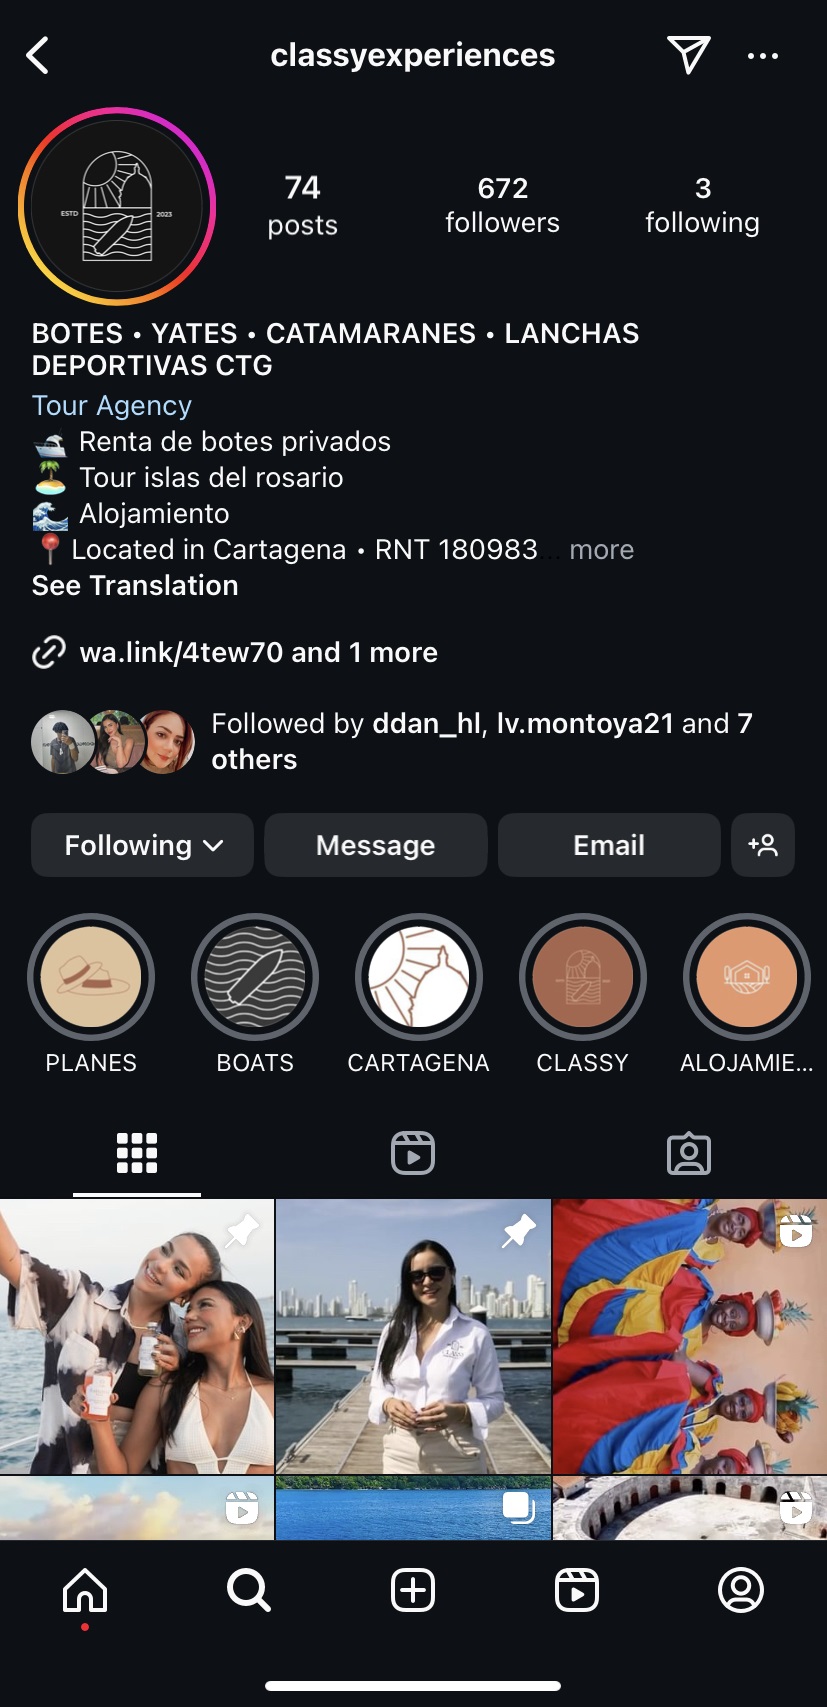 classyexperiences
ESTD 2023
74 posts
672 followers
3 following
BOTES • YATES • CATAMARANES • LANCHAS
DEPORTIVAS CTG
Tour Agency
Renta de botes privados
Tour islas del rosario
Alojamiento
Located in Cartagena • RNT 180983... more
See Translation
wa.link/4tew70 and 1 more
Followed by ddan_hl, lv.montoya21 and 7
others
Following
Message
Email
PLANES
BOATS
CARTAGENA
CLASSY
ALOJAMIE...